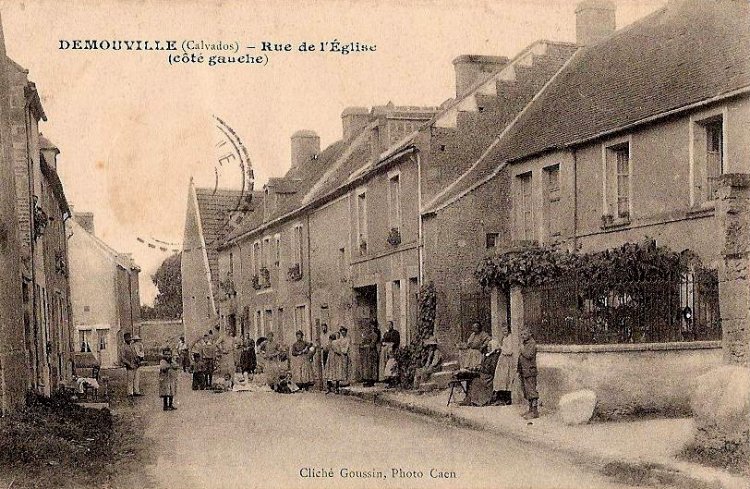 DEMOUVILLE (Calvados) – Rue de l'Église
(côté gauche)
Cliché Goussin, Photo Caen